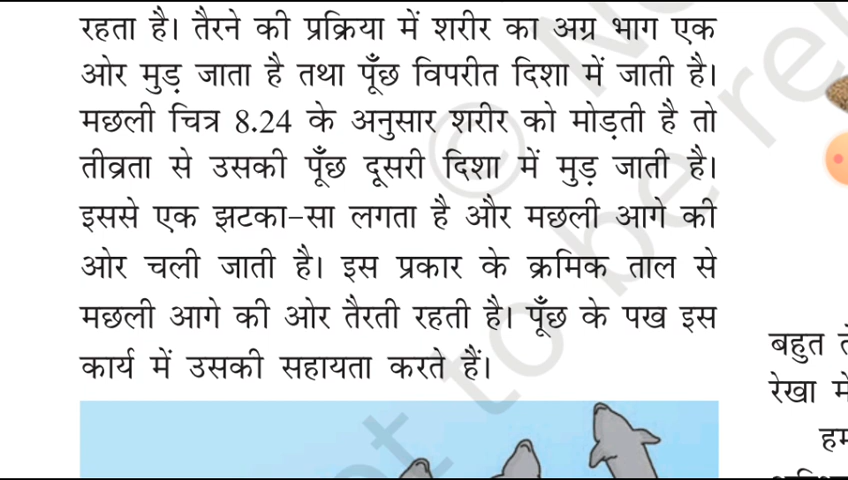 रहता है। तैरने की प्रक्रिया में शरीर का अग्र भाग एक
ओर मुड़ जाता है तथा पूँछ विपरीत दिशा में जाती है।
मछली चित्र 8.24 के अनुसार शरीर को मोड़ती है तो
तीव्रता से उसकी पूँछ दूसरी दिशा में मुड़ जाती है।
इससे एक झटका-सा लगता है और मछली आगे की
ओर चली जाती है। इस प्रकार के क्रमिक ताल से
मछली आगे की ओर तैरती रहती है। पूँछ के पख इस
कार्य में उसकी सहायता करते हैं।
बहुत
रेखा में